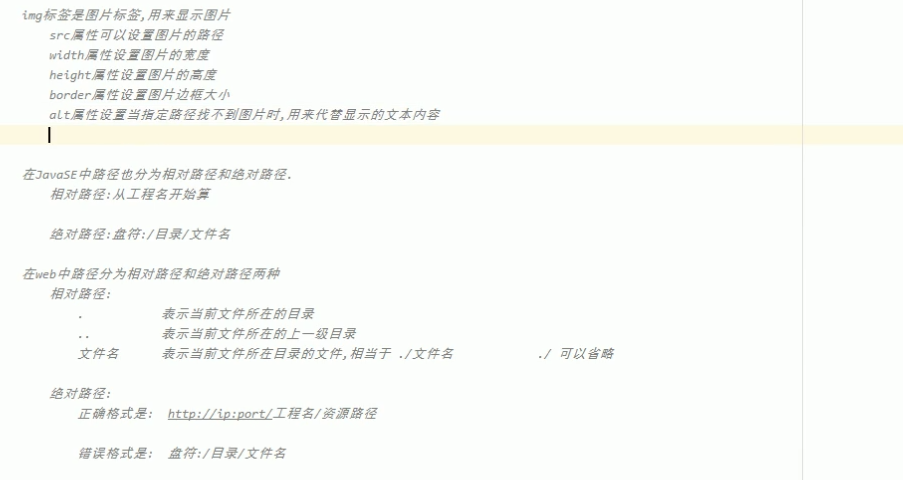 img标签是图片标签,用来显示图片
src属性可以设置图片的路径
width属性设置图片的宽度
height属性设置图片的高度
border属性设置图片边框大小
alt属性设置当指定路径找不到图片时,用来代替显示的文本内容
在JavaSE中路径也分为相对路径和绝对路径.
相对路径:从工程名开始算
绝对路径:盘符:/目录/文件名
在web中路径分为相对路径和绝对路径两种
相对路径:
. 表示当前文件所在的目录
.. 表示当前文件所在的上一级目录
文件名 表示当前文件所在目录的文件,相当于 ./文件名 ./ 可以省略
绝对路径:
正确格式是: http://ip:port/工程名/资源路径
错误格式是: 盘符:/目录/文件名